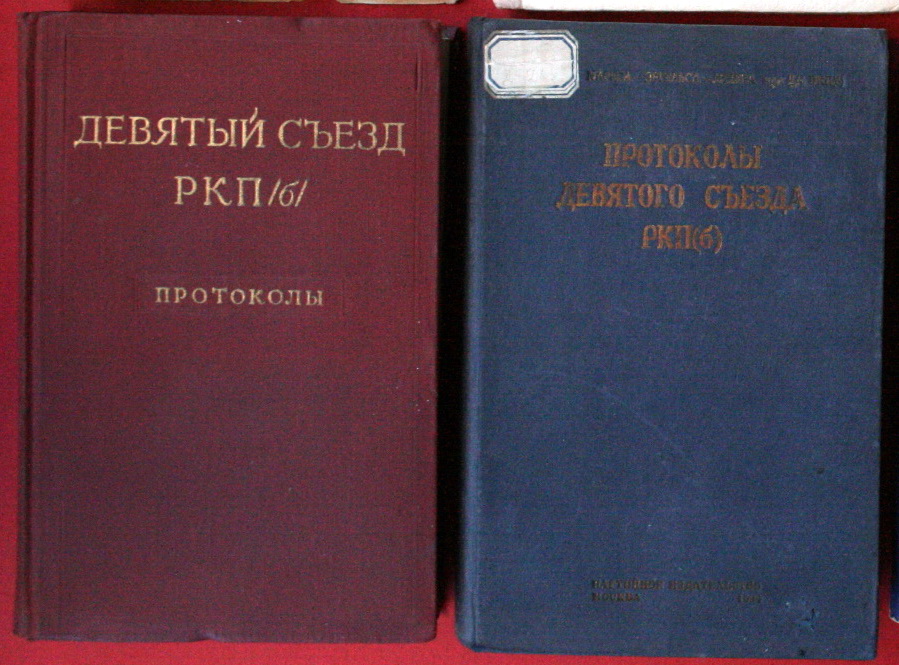 ДЕВЯТЫЙ СЪЕЗД
РКП/б/
ПРОТОКОЛЫ
ПРОТОКОЛЫ
ДЕВЯТОГО СЪЕЗДА
РКП(б)
ПАРТИЙНОЕ ИЗДАТЕЛЬСТВО
МОСКВА